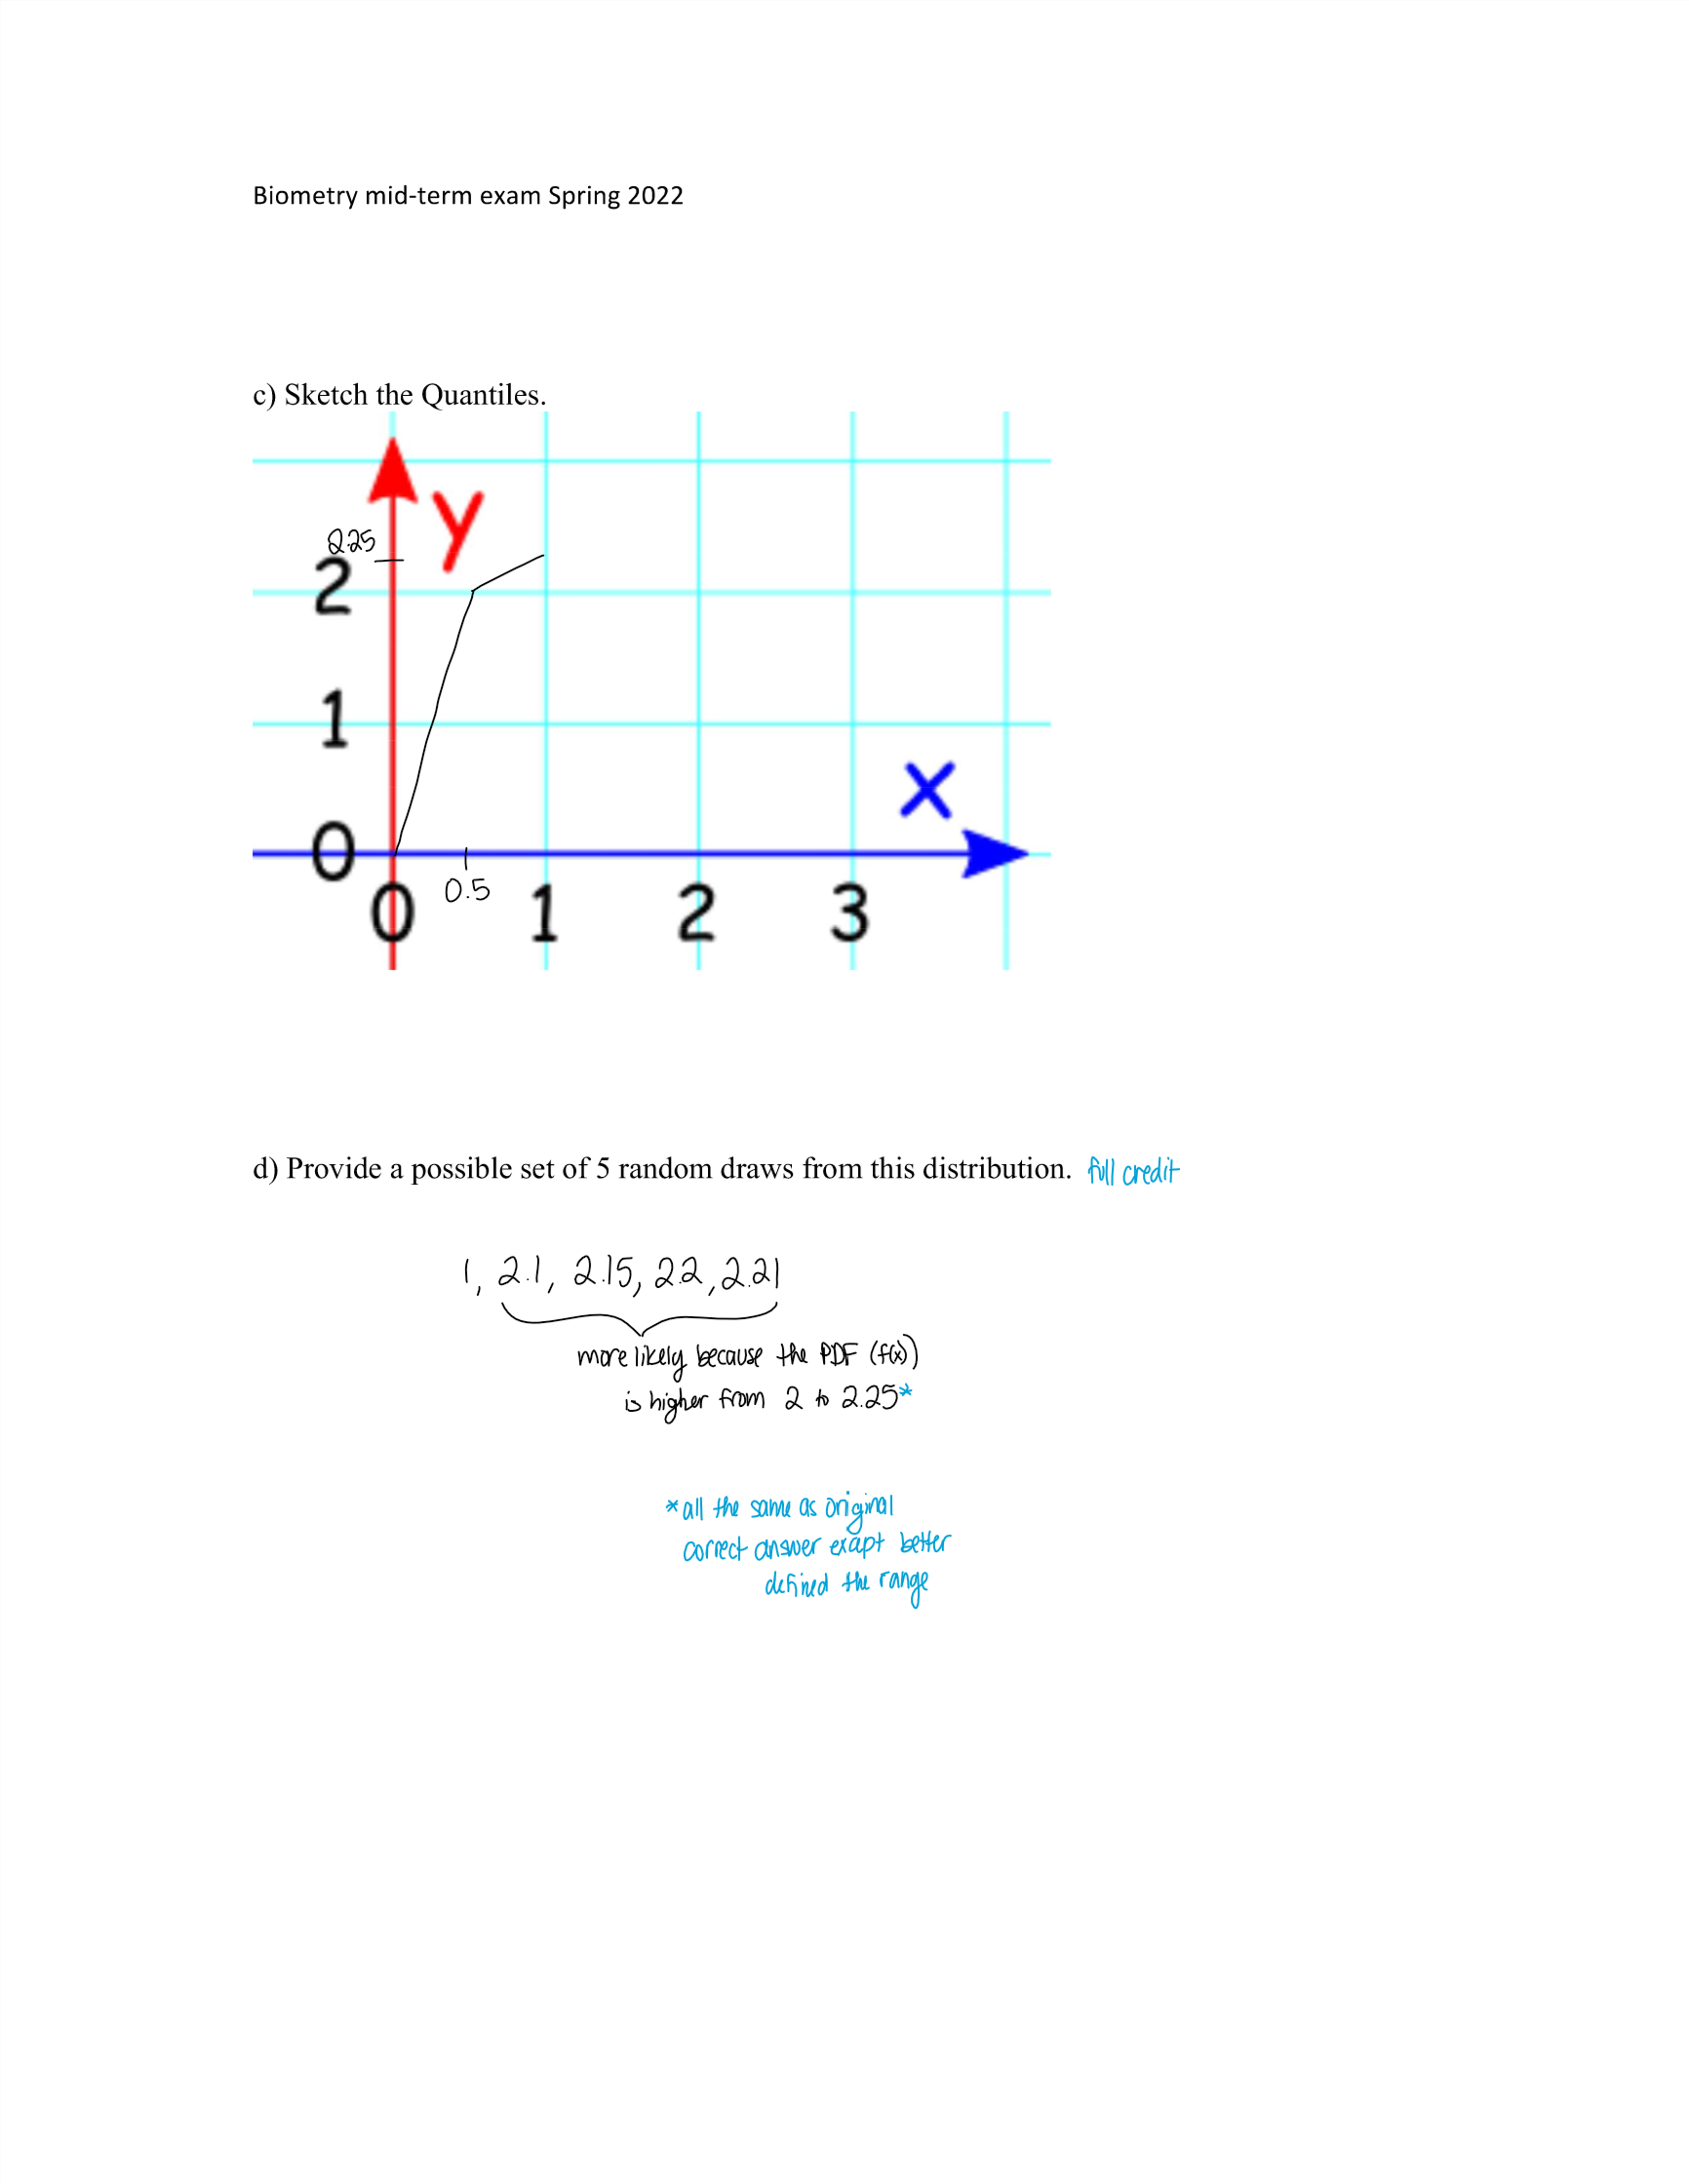 Biometry mid-term exam Spring 2022
c) Sketch the Quantiles.
y
2.25
2
1
x
0
0 0.5 1 2 3
d) Provide a possible set of 5 random draws from this distribution. full credit
1, 2.1, 2.15, 2.2, 2.21
more likely because the PDF (f(x))
is higher from 2 to 2.25*
*all the same as original
correct answer exapt better
defined the range